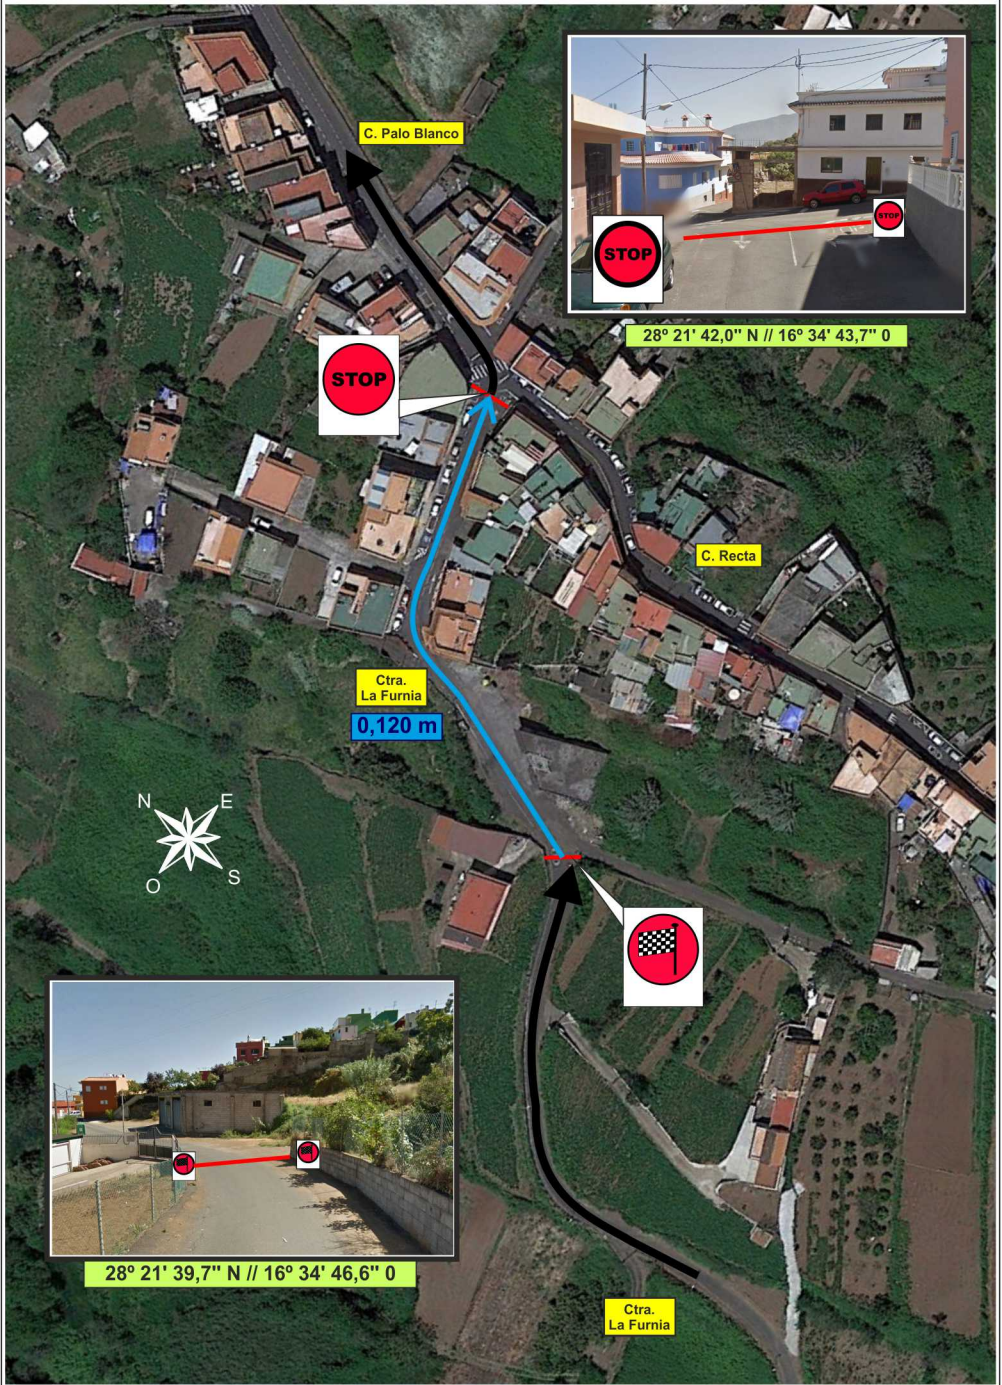 C. Palo Blanco
STOP
STOP
28º 21' 42,0" N // 16º 34' 43,7" 0
STOP
C. Recta
Ctra.
La Furnia
0,120 m
N
E
O
S
28º 21' 39,7" N // 16º 34' 46,6" 0
Ctra.
La Furnia